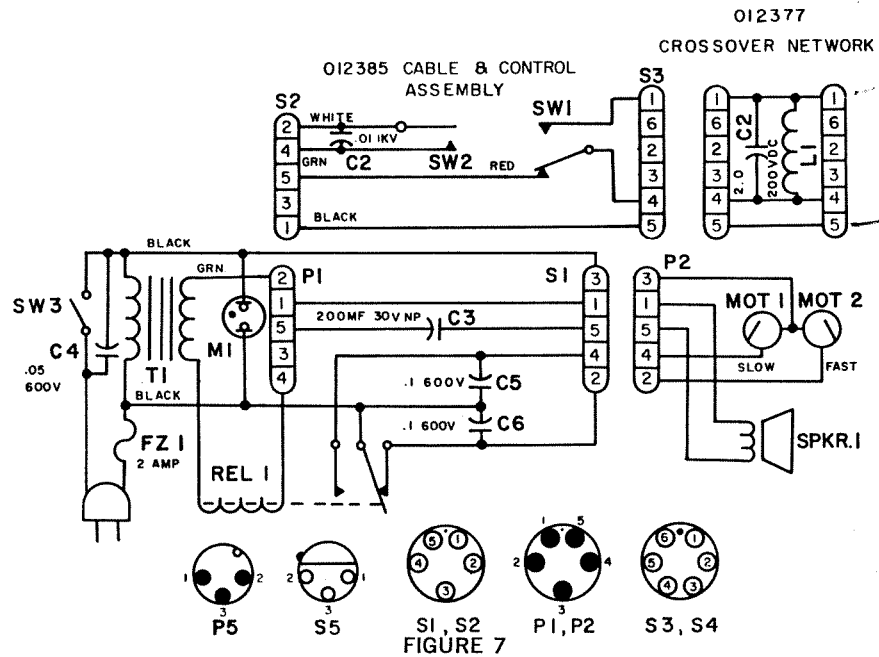 012377
CROSSOVER NETWORK
012385 CABLE & CONTROL
ASSEMBLY
S2
2
4
5
3
1
WHITE
.01 1KV
C2
GRN
SW2
RED
SW1
BLACK
S3
1
6
2
3
4
5
1
6
2
3
4
5
C2
2.0
200VDC
L1
1
6
2
3
4
5
BLACK
SW3
C4
.05
600V
T1
GRN
M1
P1
2
1
5
3
4
200MF 30V NP
C3
S1
3
1
5
4
2
P2
3
1
5
4
2
MOT 1
MOT 2
SLOW
FAST
SPKR.1
BLACK
.1 600V
C5
.1 600V
C6
FZ 1
2 AMP
REL 1
1
2
3
P5
2
1
3
S5
5
1
4
2
3
S1, S2
1
5
2
4
3
P1, P2
6
1
5
2
4
3
S3, S4
FIGURE 7